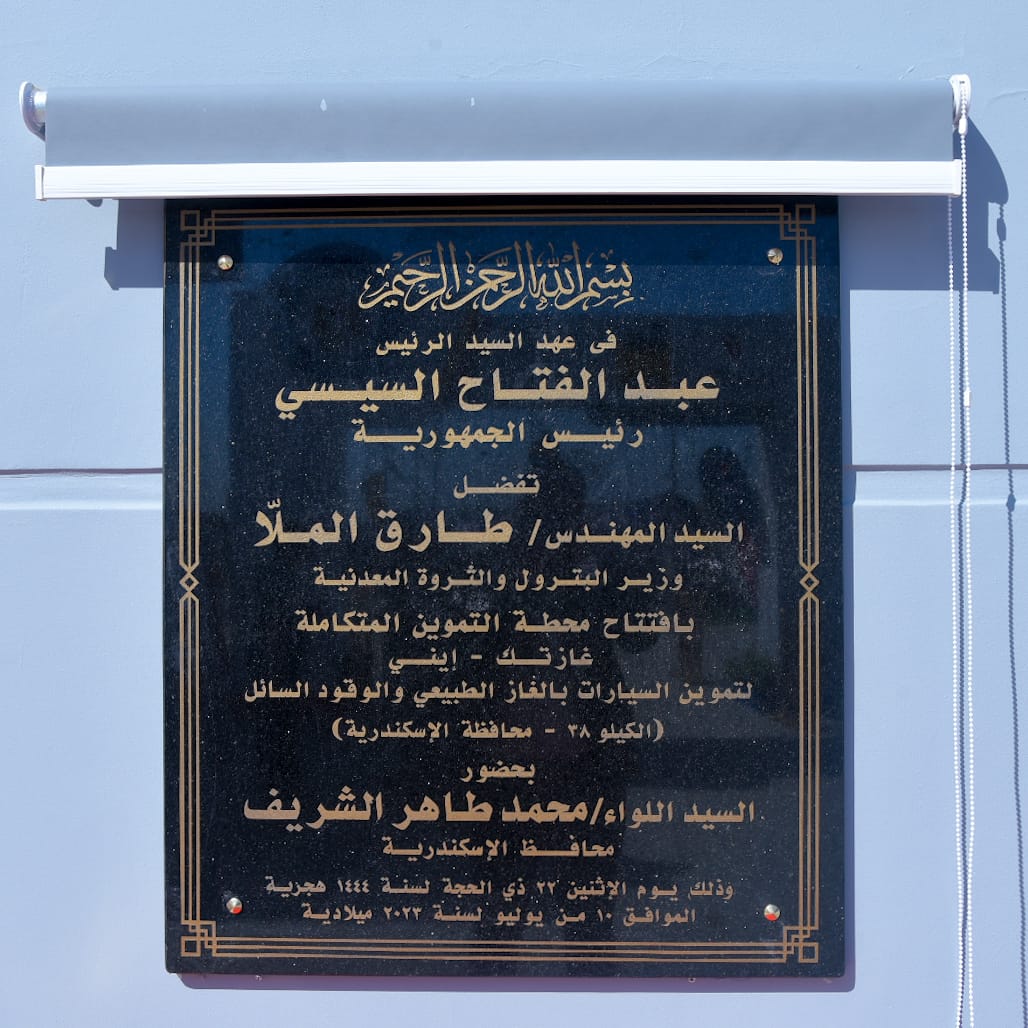 بسم الله الرحمن الرحيم
فى عهد السيد الرئيس
عبد الفتاح السيسي
رئيس الجمهورية
تفضل
السيد المهندس/ طارق الملّا
وزير البترول والثروة المعدنية
بافتتاح محطة التموين المتكاملة
غازتك - إيني
لتموين السيارات بالغاز الطبيعي والوقود السائل
(الكيلو ٣٨ - محافظة الإسكندرية)
بحضور
السيد اللواء/محمد طاهر الشريف
محافظ الإسكندرية
وذلك يوم الإثنين ٢٢ ذي الحجة لسنة ١٤٤٤ هجرية
الموافق ١٠ من يوليو لسنة ٢٠٢٣ ميلادية